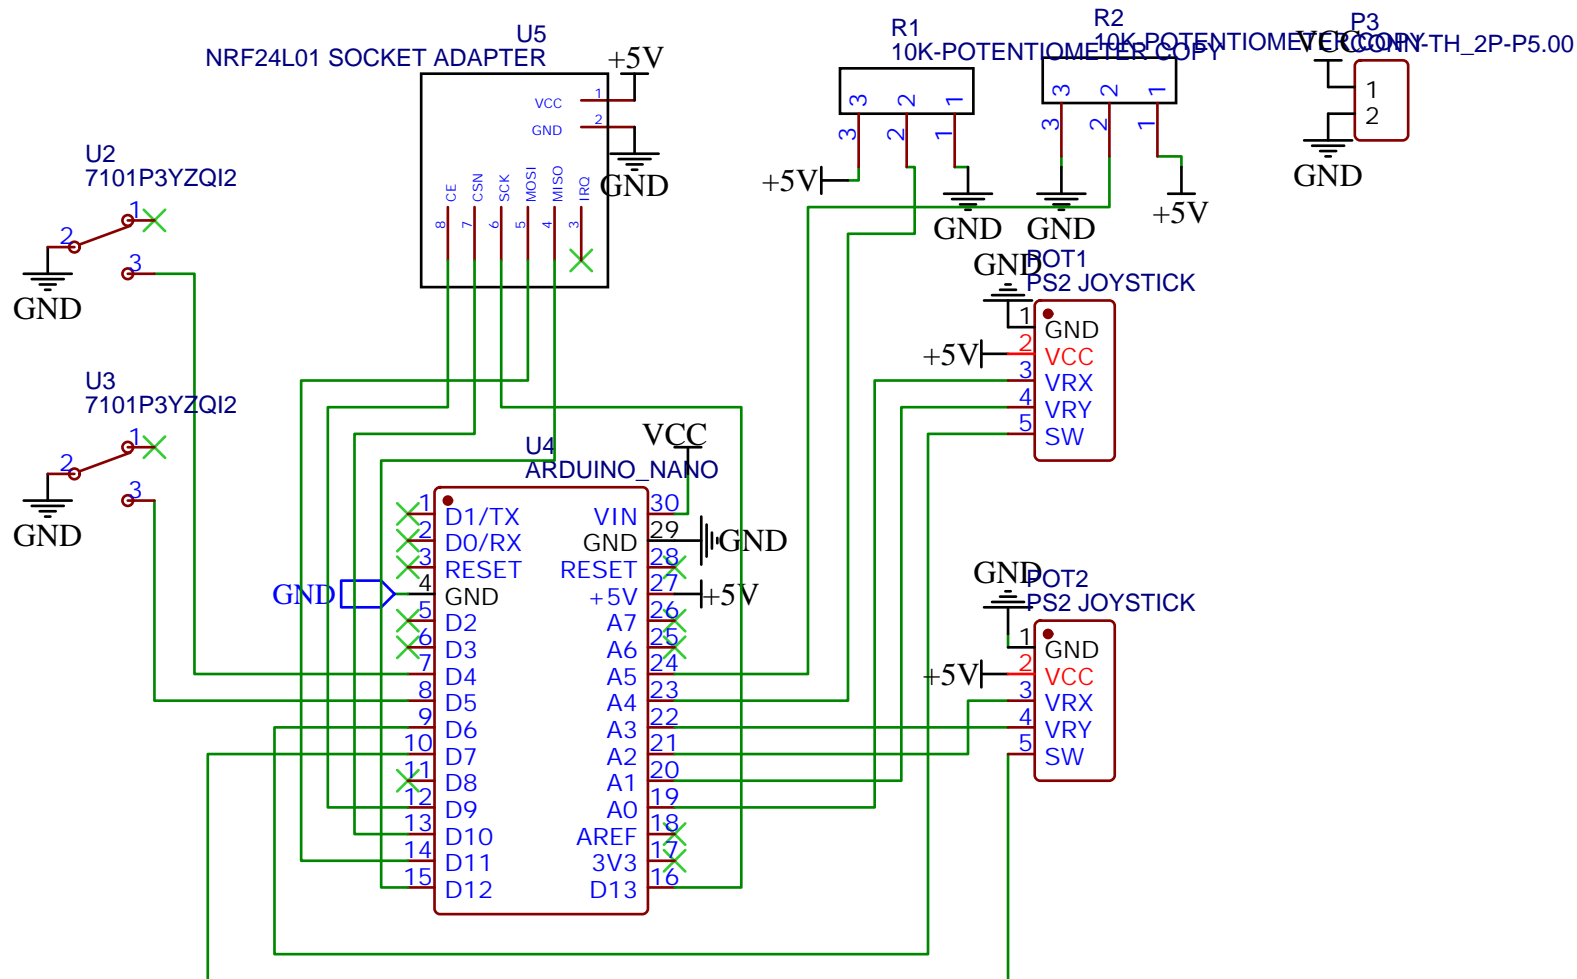 U5
NRF24L01 SOCKET ADAPTER
+5V
VCC
1
GND
2
GND
CE
CSN
SCK
MOSI
MISO
IRQ
8
7
6
5
4
3
R1
10K-POTENTIOMETER COPY
3
2
1
3
2
1
+5V
GND
R2
10K-POTENTIOMETER COPY
3
2
1
3
2
1
GND
+5V
P3
CONN-TH_2P-P5.00
VCC
1
2
GND
U2
7101P3YZQI2
1
2
3
GND
U3
7101P3YZQI2
1
2
3
GND
GND
POT1
PS2 JOYSTICK
1 GND
+5V
2 VCC
3 VRX
4 VRY
5 SW
GND
POT2
PS2 JOYSTICK
1 GND
+5V
2 VCC
3 VRX
4 VRY
5 SW
U4
ARDUINO_NANO
VCC
1 D1/TX
2 D0/RX
3 RESET
GND
4 GND
5 D2
6 D3
7 D4
8 D5
9 D6
10 D7
11 D8
12 D9
13 D10
14 D11
15 D12
30 VIN
29 GND
GND
28 RESET
27 +5V
+5V
26 A7
25 A6
24 A5
23 A4
22 A3
21 A2
20 A1
19 A0
18 AREF
17 3V3
16 D13